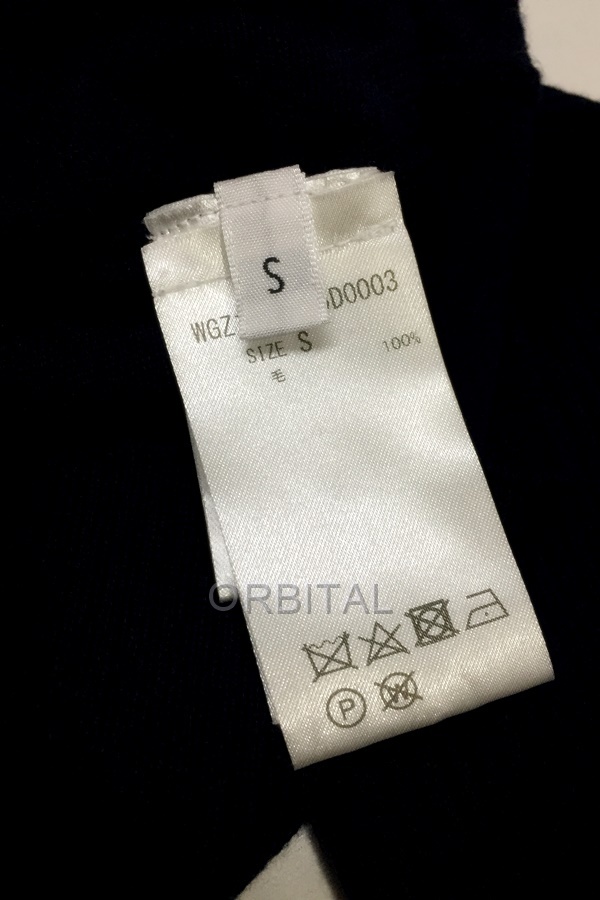 S
WGZ
D0003
SIZE S
毛 100%
ORBITAL
P
W